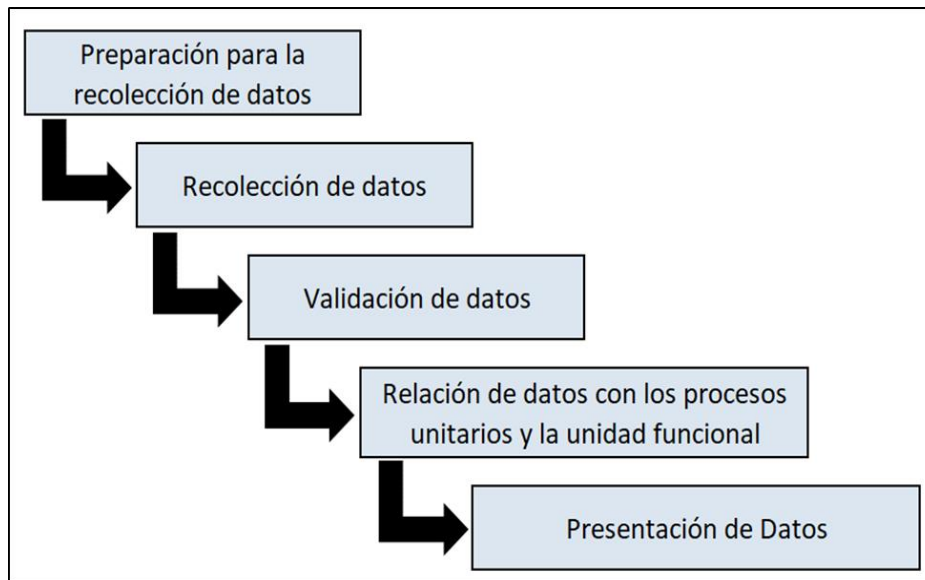 Preparación para la
recolección de datos
Recolección de datos
Validación de datos
Relación de datos con los procesos
unitarios y la unidad funcional
Presentación de Datos